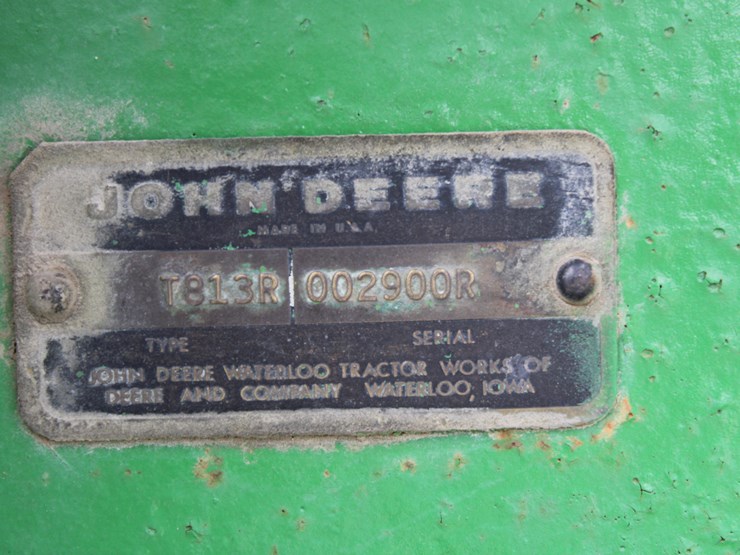 JOHN DEERE
MADE IN U.S.A.
T813R 002900R
TYPE SERIAL
JOHN DEERE WATERLOO TRACTOR WORKS OF
DEERE AND COMPANY WATERLOO, IOWA